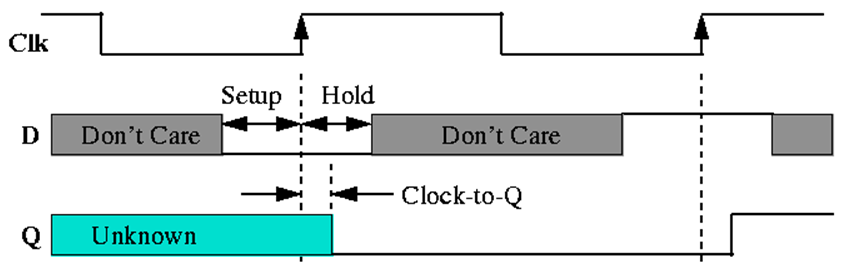 Clk
Setup Hold
D Don't Care Don't Care
Clock-to-Q
Q Unknown